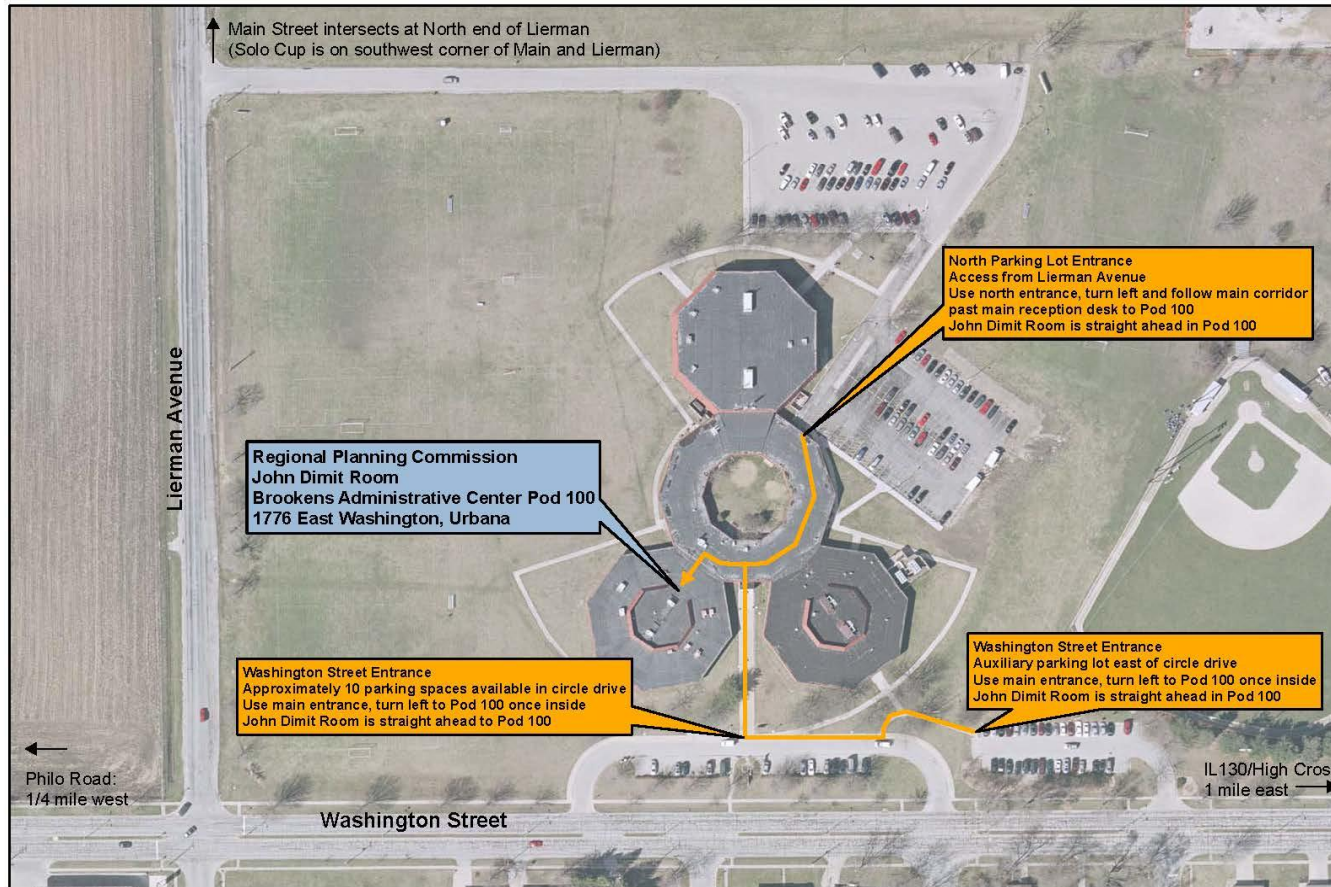 Main Street intersects at North end of Lierman
(Solo Cup is on southwest corner of Main and Lierman)
North Parking Lot Entrance
Access from Lierman Avenue
Use north entrance, turn left and follow main corridor
past main reception desk to Pod 100
John Dimit Room is straight ahead in Pod 100
Lierman Avenue
Regional Planning Commission
John Dimit Room
Brookens Administrative Center Pod 100
1776 East Washington, Urbana
Washington Street Entrance
Approximately 10 parking spaces available in circle drive
Use main entrance, turn left to Pod 100 once inside
John Dimit Room is straight ahead to Pod 100
Washington Street Entrance
Auxiliary parking lot east of circle drive
Use main entrance, turn left to Pod 100 once inside
John Dimit Room is straight ahead in Pod 100
Philo Road:
1/4 mile west
IL130/High Cros
1 mile east
Washington Street